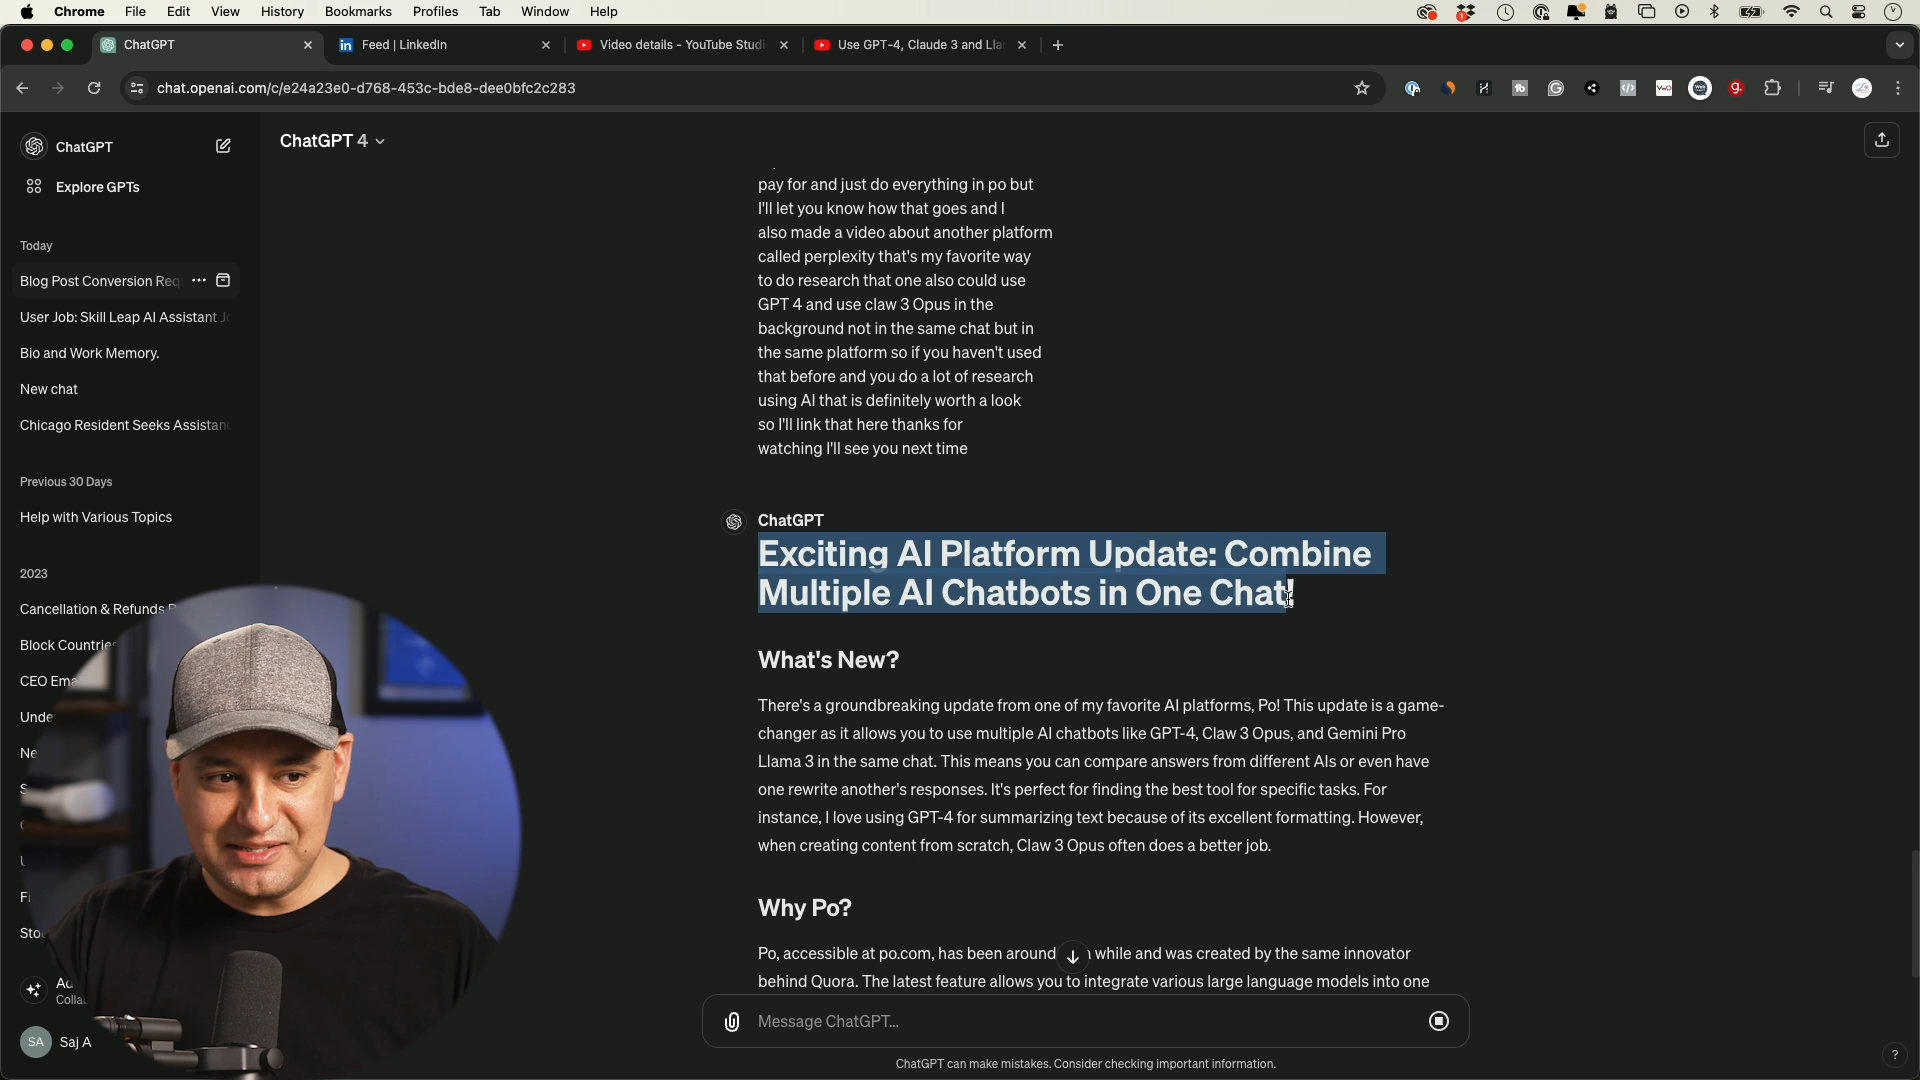 Chrome File Edit View History Bookmarks Profiles Tab Window Help
ChatGPT
Feed | LinkedIn
Video details - YouTube Studi
Use GPT-4, Claude 3 and Lla
chat.openai.com/c/e24a23e0-d768-453c-bde8-dee0bfc2c283
ChatGPT
Explore GPTs
Today
Blog Post Conversion Req
User Job: Skill Leap AI Assistant Jo
Bio and Work Memory.
New chat
Chicago Resident Seeks Assistanc
Previous 30 Days
Help with Various Topics
2023
Cancellation & Refunds
Block Countrie
CEO Ema
Unde
Ne
Sto
Colla
SA
Saj A
ChatGPT 4
pay for and just do everything in po but
I'll let you know how that goes and I
also made a video about another platform
called perplexity that's my favorite way
to do research that one also could use
GPT 4 and use claw 3 Opus in the
background not in the same chat but in
the same platform so if you haven't used
that before and you do a lot of research
using AI that is definitely worth a look
so I'll link that here thanks for
watching I'll see you next time
ChatGPT
Exciting AI Platform Update: Combine
Multiple AI Chatbots in One Chat!
What's New?
There's a groundbreaking update from one of my favorite AI platforms, Po! This update is a game-
changer as it allows you to use multiple AI chatbots like GPT-4, Claw 3 Opus, and Gemini Pro
Llama 3 in the same chat. This means you can compare answers from different AIs or even have
one rewrite another's responses. It's perfect for finding the best tool for specific tasks. For
instance, I love using GPT-4 for summarizing text because of its excellent formatting. However,
when creating content from scratch, Claw 3 Opus often does a better job.
Why Po?
Po, accessible at po.com, has been around while and was created by the same innovator
behind Quora. The latest feature allows you to integrate various large language models into one
Message ChatGPT...
ChatGPT can make mistakes. Consider checking important information.
?